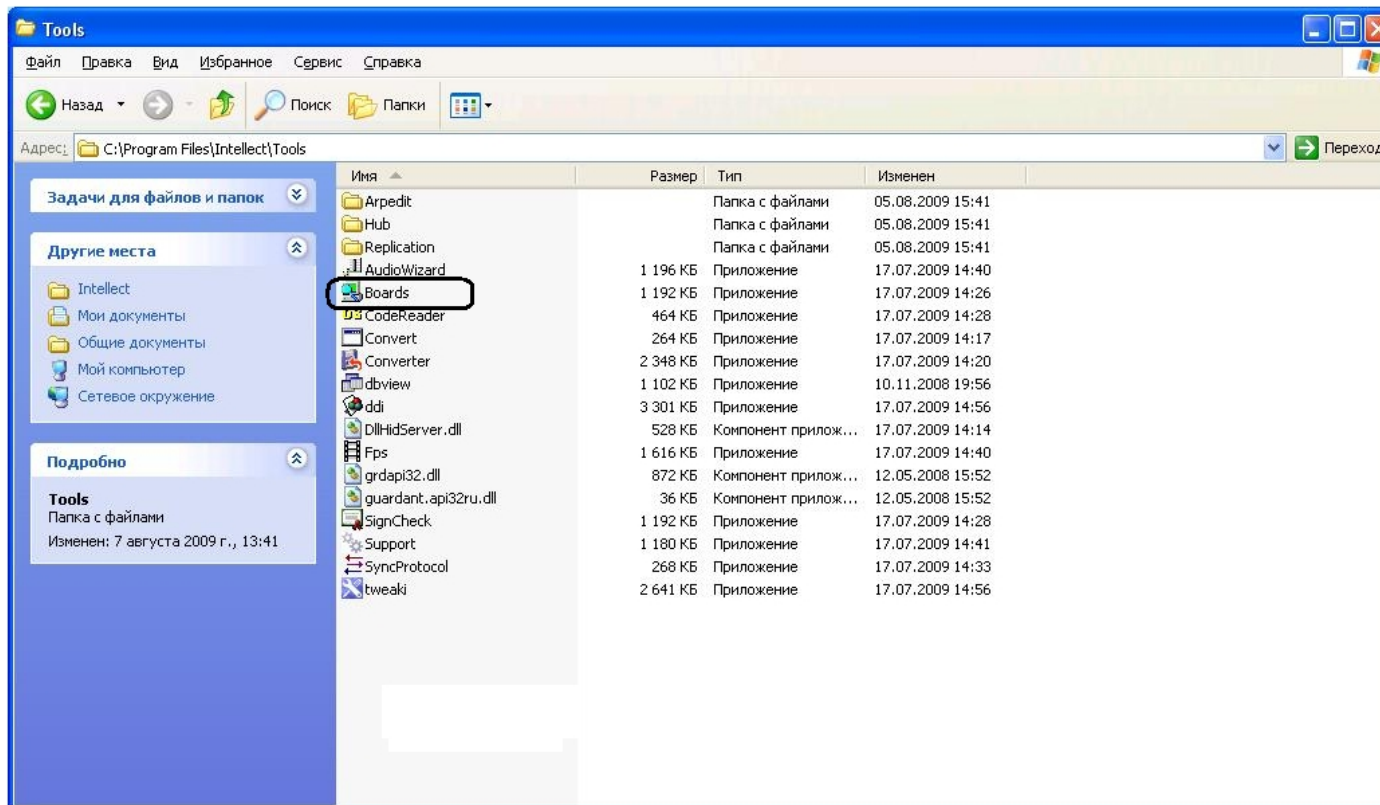 Tools
Файл Правка Вид Избранное Сервис Справка
Назад Поиск Папки
Адрес: C:\Program Files\Intellect\Tools Переход
Имя Размер Тип Изменен
Задачи для файлов и папок
Другие места
Intellect
Мои документы
Общие документы
Мой компьютер
Сетевое окружение
Подробно
Tools
Папка с файлами
Изменен: 7 августа 2009 г., 13:41
Arpedit Папка с файлами 05.08.2009 15:41
Hub Папка с файлами 05.08.2009 15:41
Replication Папка с файлами 05.08.2009 15:41
AudioWizard 1 196 КБ Приложение 17.07.2009 14:40
Boards 1 192 КБ Приложение 17.07.2009 14:26
CodeReader 464 КБ Приложение 17.07.2009 14:28
Convert 264 КБ Приложение 17.07.2009 14:17
Converter 2 348 КБ Приложение 17.07.2009 14:20
dbview 1 102 КБ Приложение 10.11.2008 19:56
ddi 3 301 КБ Приложение 17.07.2009 14:56
DllHidServer.dll 528 КБ Компонент прилож... 17.07.2009 14:14
Fps 1 616 КБ Приложение 17.07.2009 14:40
grdapi32.dll 872 КБ Компонент прилож... 12.05.2008 15:52
guardant.api32ru.dll 36 КБ Компонент прилож... 12.05.2008 15:52
SignCheck 1 192 КБ Приложение 17.07.2009 14:28
Support 1 180 КБ Приложение 17.07.2009 14:41
SyncProtocol 268 КБ Приложение 17.07.2009 14:33
tweaki 2 641 КБ Приложение 17.07.2009 14:56